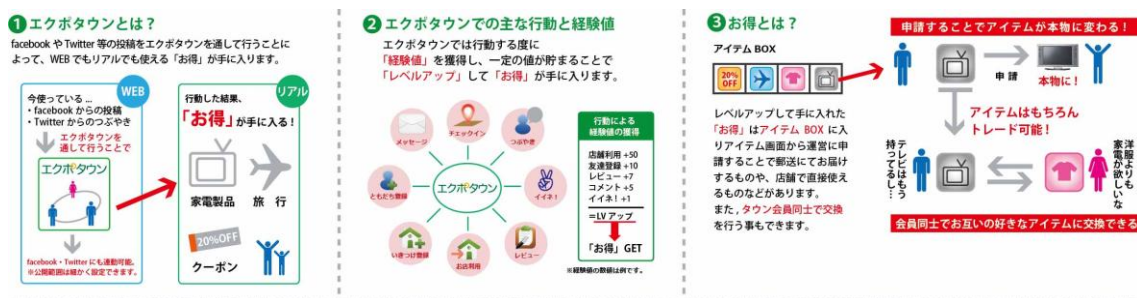 1 エクポタウンとは？
facebook や Twitter 等の投稿をエクポタウンを通して行うことに
よって、WEBでもリアルでも使える「お得」が手に入ります。
WEB
今使っている ...
・facebook からの投稿
・Twitter からのつぶやき
エクポタウンを
通して行うことで
エクポタウン
facebook・Twitter にも連動可能。
※公開範囲は細かく設定できます。
リアル
行動した結果、
「お得」が手に入る！
家電製品
旅 行
20%OFF
クーポン
2 エクポタウンでの主な行動と経験値
エクポタウンでは行動する度に
「経験値」を獲得し、一定の値が貯まることで
「レベルアップ」して「お得」が手に入ります。
メッセージ
チェックイン
つぶやき
ともだち登録
エクポタウン
イイネ！
いきつけ登録
お店利用
レビュー
行動による
経験値の獲得
店舗利用 +50
友達登録 +10
レビュー +7
コメント +5
イイネ！+1
＝LV アップ
「お得」GET
※経験値の数値は例です。
3 お得とは？
アイテム BOX
20%
OFF
レベルアップして手に入れた
「お得」はアイテム BOX に入
りアイテム画面から運営に申
請することで郵送にてお届け
するものや、店舗で直接使え
るものなどがあります。
また , タウン会員同士で交換
を行う事もできます。
申請することでアイテムが本物に変わる！
申 請
本物に！
アイテムはもちろん
トレード可能！
テレビはもう
持ってるし…
洋服よりも
家電が欲しいな
会員同士でお互いの好きなアイテムに交換できる